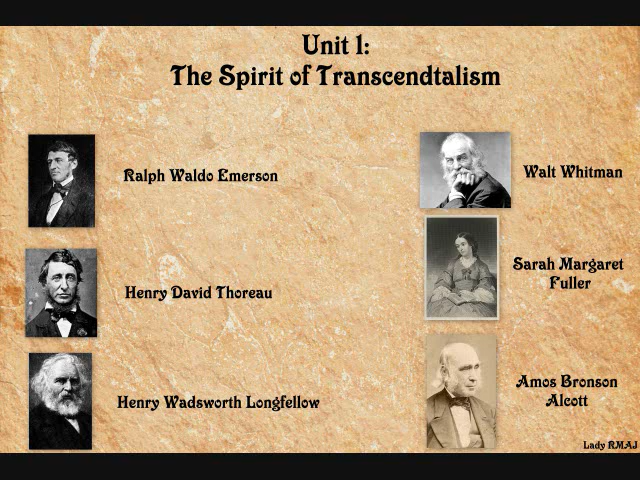 Unit 1:
The Spirit of Transcendtalism
Ralph Waldo Emerson
Henry David Thoreau
Henry Wadsworth Longfellow
Walt Whitman
Sarah Margaret
Fuller
Amos Bronson
Alcott
Lady RMAJ